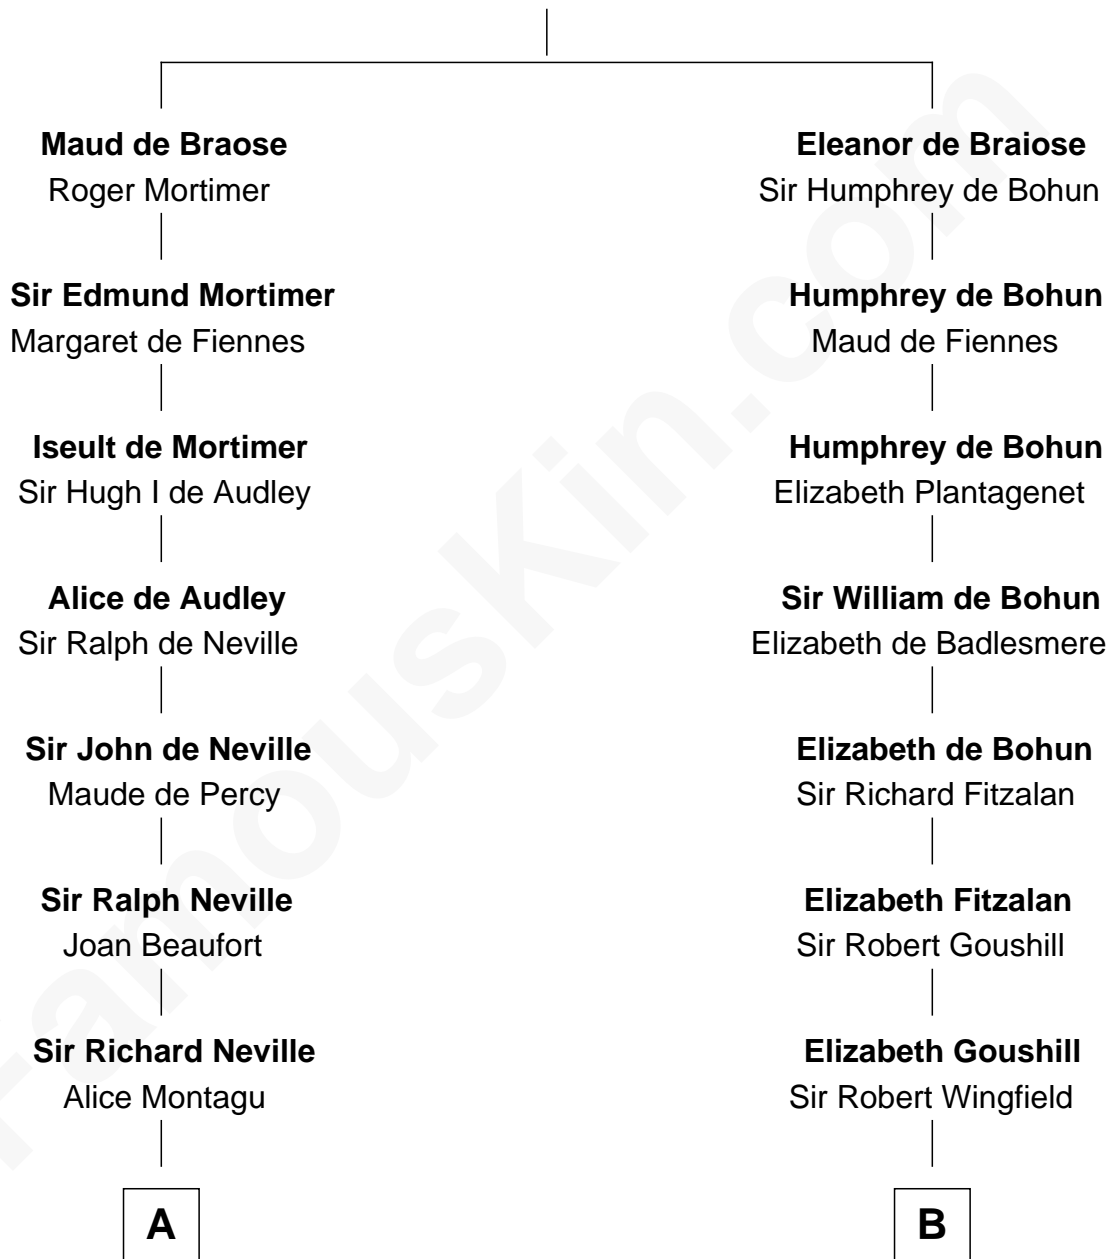 Maud de Braose
Roger Mortimer
Sir Edmund Mortimer
Margaret de Fiennes
Iseult de Mortimer
Sir Hugh I de Audley
Alice de Audley
Sir Ralph de Neville
Sir John de Neville
Maude de Percy
Sir Ralph Neville
Joan Beaufort
Sir Richard Neville
Alice Montagu
A
Eleanor de Braiose
Sir Humphrey de Bohun
Humphrey de Bohun
Maud de Fiennes
Humphrey de Bohun
Elizabeth Plantagenet
Sir William de Bohun
Elizabeth de Badlesmere
Elizabeth de Bohun
Sir Richard Fitzalan
Elizabeth Fitzalan
Sir Robert Goushill
Elizabeth Goushill
Sir Robert Wingfield
B
FamousKin.com